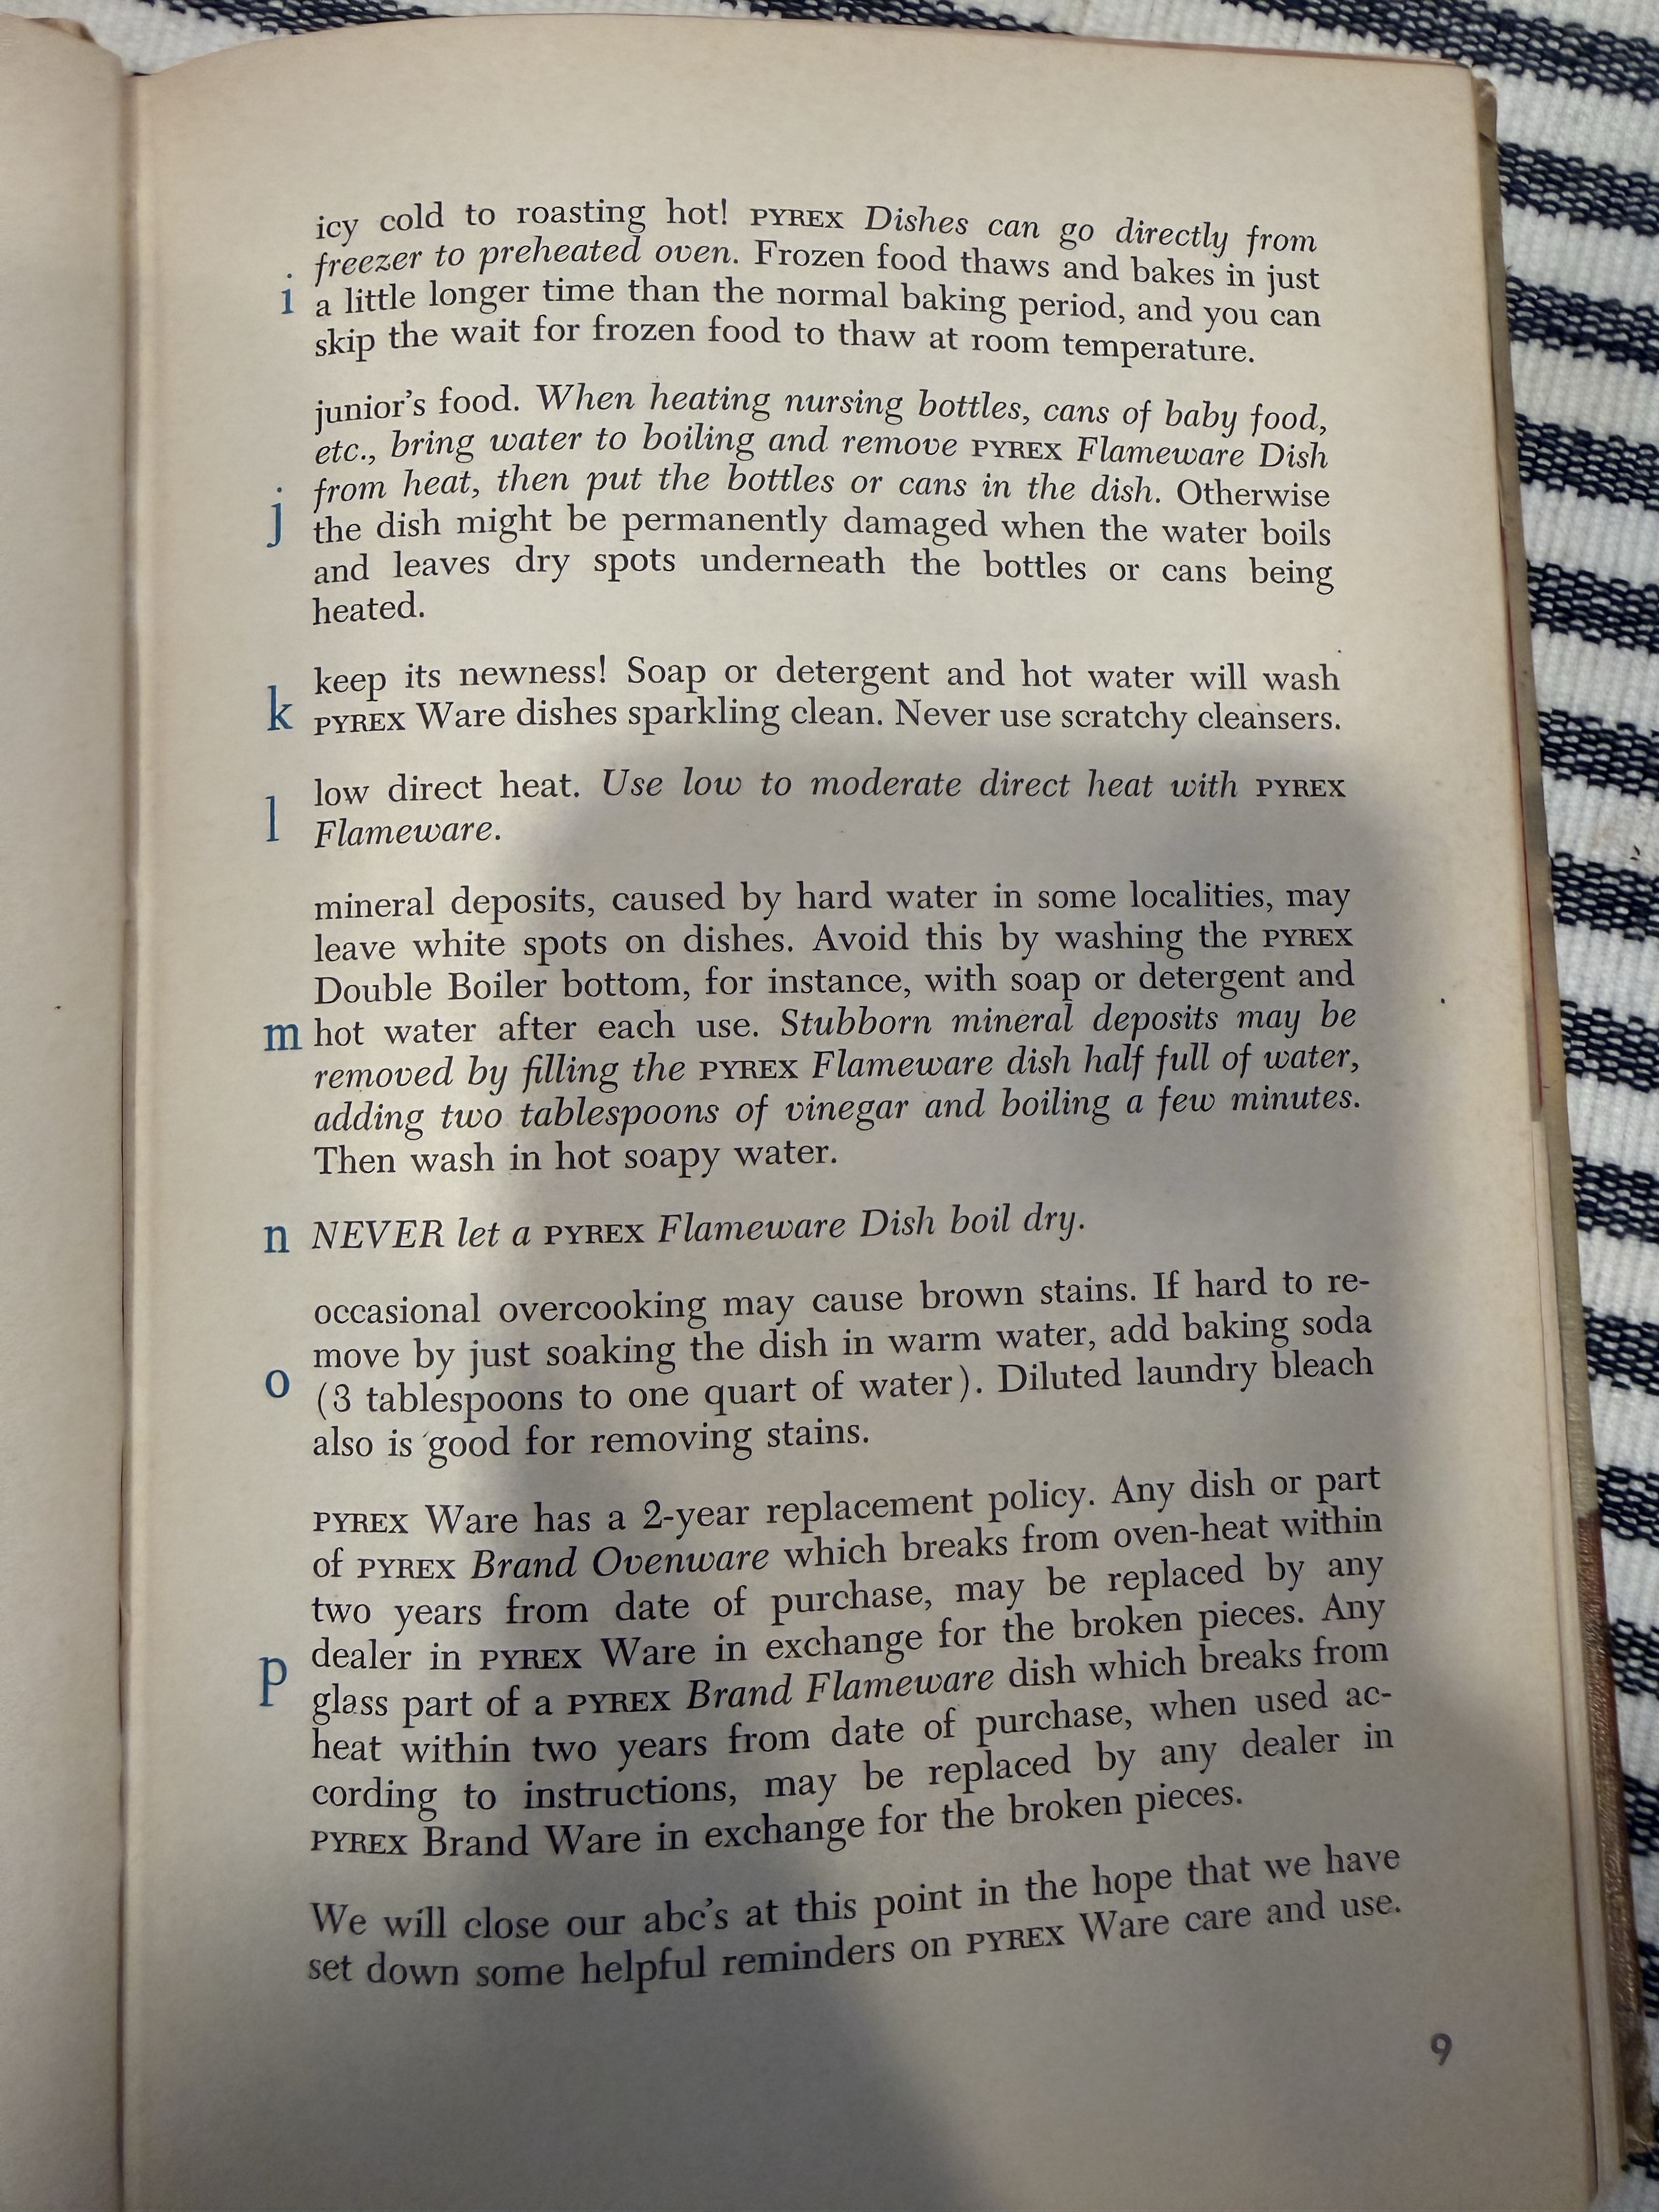 icy cold to roasting hot! PYREX Dishes can go directly from
freezer to preheated oven. Frozen food thaws and bakes in just
i a little longer time than the normal baking period, and you can
skip the wait for frozen food to thaw at room temperature.
junior's food. When heating nursing bottles, cans of baby food,
etc., bring water to boiling and remove PYREX Flameware Dish
j from heat, then put the bottles or cans in the dish. Otherwise
the dish might be permanently damaged when the water boils
and leaves dry spots underneath the bottles or cans being
heated.
keep its newness! Soap or detergent and hot water will wash
k PYREX Ware dishes sparkling clean. Never use scratchy cleansers.
low direct heat. Use low to moderate direct heat with PYREX
l Flameware.
mineral deposits, caused by hard water in some localities, may
leave white spots on dishes. Avoid this by washing the PYREX
Double Boiler bottom, for instance, with soap or detergent and
m hot water after each use. Stubborn mineral deposits may be
removed by filling the PYREX Flameware dish half full of water,
adding two tablespoons of vinegar and boiling a few minutes.
Then wash in hot soapy water.
n NEVER let a PYREX Flameware Dish boil dry.
occasional overcooking may cause brown stains. If hard to re-
move by just soaking the dish in warm water, add baking soda
o (3 tablespoons to one quart of water). Diluted laundry bleach
also is good for removing stains.
PYREX Ware has a 2-year replacement policy. Any dish or part
of PYREX Brand Ovenware which breaks from oven-heat within
two years from date of purchase, may be replaced by any
dealer in PYREX Ware in exchange for the broken pieces. Any
p glass part of a PYREX Brand Flameware dish which breaks from
heat within two years from date of purchase, when used ac-
cording to instructions, may be replaced by any dealer in
PYREX Brand Ware in exchange for the broken pieces.
We will close our abc's at this point in the hope that we have
set down some helpful reminders on PYREX Ware care and use.
9